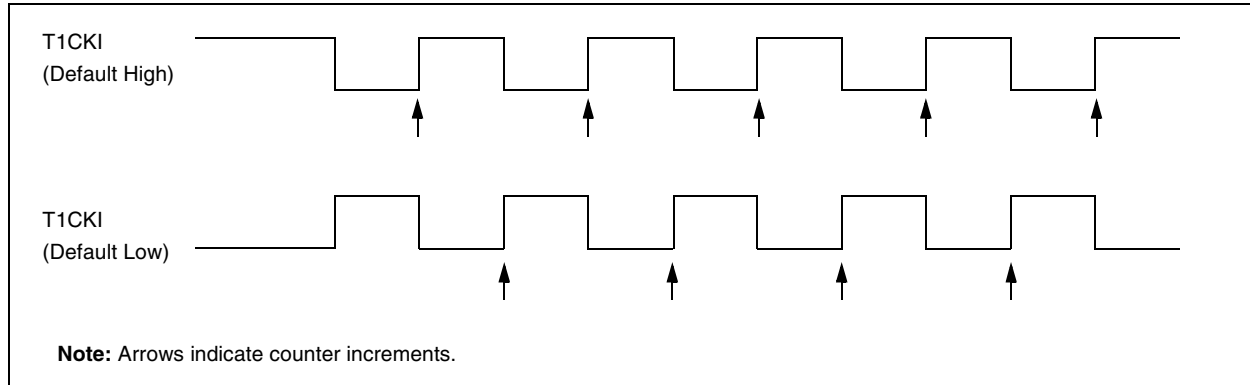 T1CKI
(Default High)
T1CKI
(Default Low)
Note: Arrows indicate counter increments.